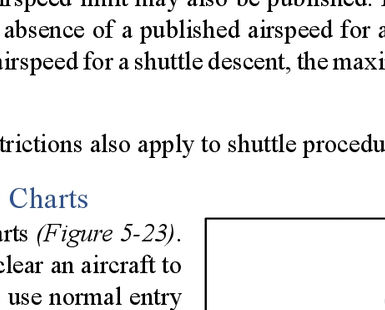 airspeed limit may also be published.
absence of a published airspeed for a
airspeed for a shuttle descent, the maxi
trictions also apply to shuttle procedu
Charts
arts (Figure 5-23).
clear an aircraft to
use normal entry